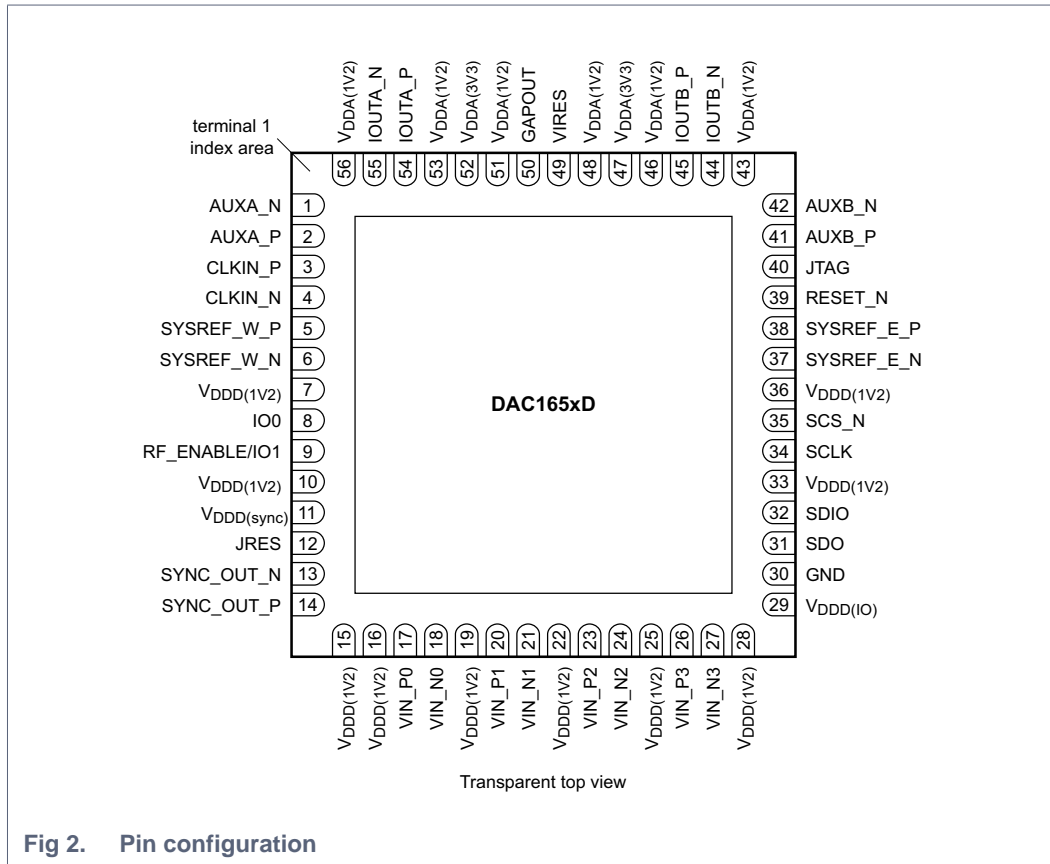 VDDA(1V2)
IOUTA_N
IOUTA_P
VDDA(1V2)
VDDA(3V3)
VDDA(1V2)
GAPOUT
VIRES
VDDA(1V2)
VDDA(3V3)
VDDA(1V2)
IOUTB_P
IOUTB_N
VDDA(1V2)
terminal 1
index area
56 55 54 53 52 51 50 49 48 47 46 45 44 43
AUXA_N 1 42 AUXB_N
AUXA_P 2 41 AUXB_P
CLKIN_P 3 40 JTAG
CLKIN_N 4 39 RESET_N
SYSREF_W_P 5 38 SYSREF_E_P
SYSREF_W_N 6 37 SYSREF_E_N
VDDD(1V2) 7 36 VDDD(1V2)
IO0 8 35 SCS_N
RF_ENABLE/IO1 9 34 SCLK
VDDD(1V2) 10 33 VDDD(1V2)
VDDD(sync) 11 32 SDIO
JRES 12 31 SDO
SYNC_OUT_N 13 30 GND
SYNC_OUT_P 14 29 VDDD(IO)
DAC165xD
15 16 17 18 19 20 21 22 23 24 25 26 27 28
VDDD(1V2)
VDDD(1V2)
VIN_P0
VIN_N0
VDDD(1V2)
VIN_P1
VIN_N1
VDDD(1V2)
VIN_P2
VIN_N2
VDDD(1V2)
VIN_P3
VIN_N3
VDDD(1V2)
Transparent top view
Fig 2. Pin configuration